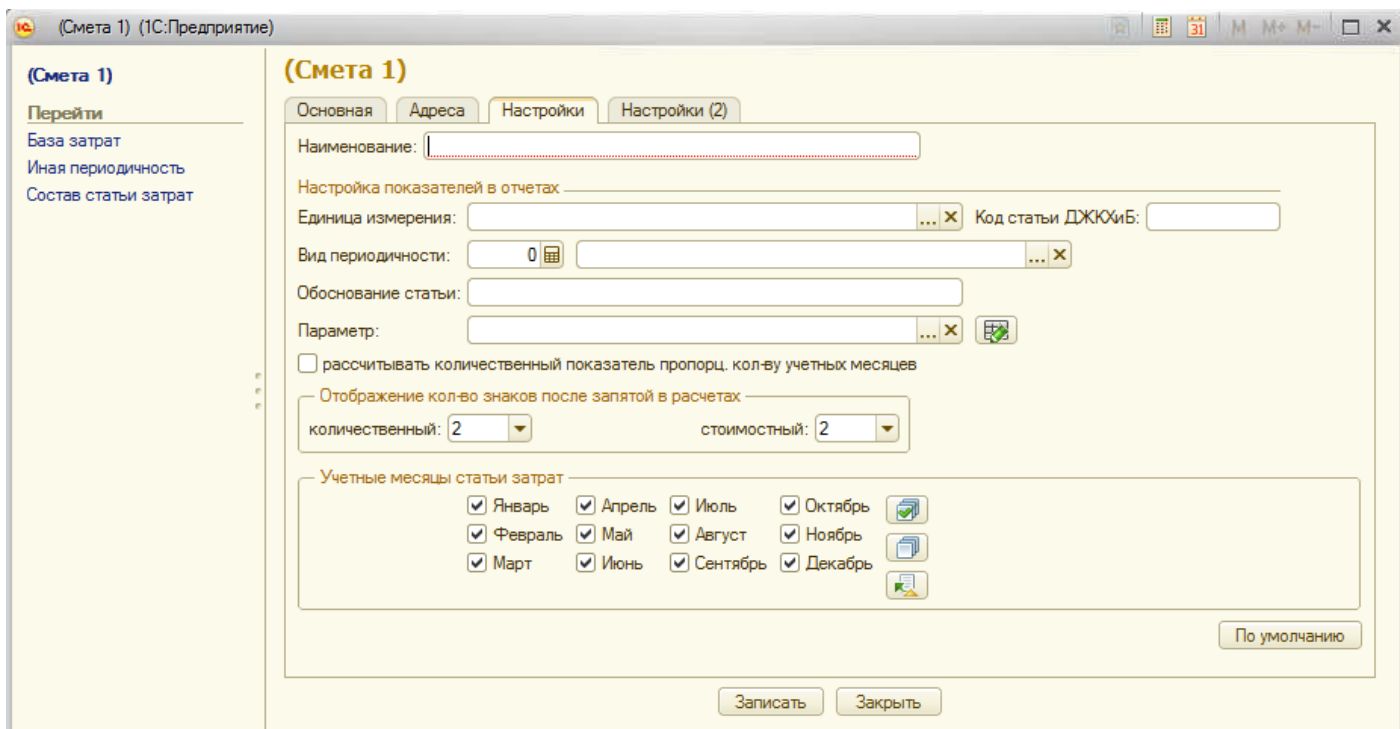 (Смета 1) (1С:Предприятие)
31 M M+ M-
(Смета 1)
Перейти
База затрат
Иная периодичность
Состав статьи затрат
(Смета 1)
Основная Адреса Настройки Настройки (2)
Наименование:
Настройка показателей в отчетах
Единица измерения: ... Код статьи ДЖКХиБ:
Вид периодичности: 0 ...
Обоснование статьи:
Параметр: ...
рассчитывать количественный показатель пропорц. кол-ву учетных месяцев
Отображение кол-во знаков после запятой в расчетах
количественный: 2 стоимостный: 2
Учетные месяцы статьи затрат
Январь Апрель Июль Октябрь
Февраль Май Август Ноябрь
Март Июнь Сентябрь Декабрь
По умолчанию
Записать Закрыть